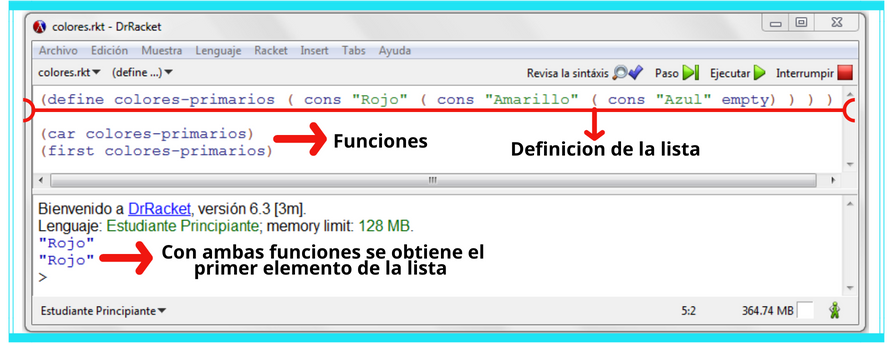 colores.rkt - DrRacket
Archivo Edición Muestra Lenguaje Racket Insert Tabs Ayuda
colores.rkt (define ...) Revisa la sintáxis Paso Ejecutar Interrumpir
(define colores-primarios ( cons "Rojo" ( cons "Amarillo" ( cons "Azul" empty) ) ) )
(car colores-primarios)
(first colores-primarios)
Funciones
Definicion de la lista
Bienvenido a DrRacket, versión 6.3 [3m].
Lenguaje: Estudiante Principiante; memory limit: 128 MB.
"Rojo"
"Rojo"
>
Con ambas funciones se obtiene el
primer elemento de la lista
Estudiante Principiante 5:2 364.74 MB